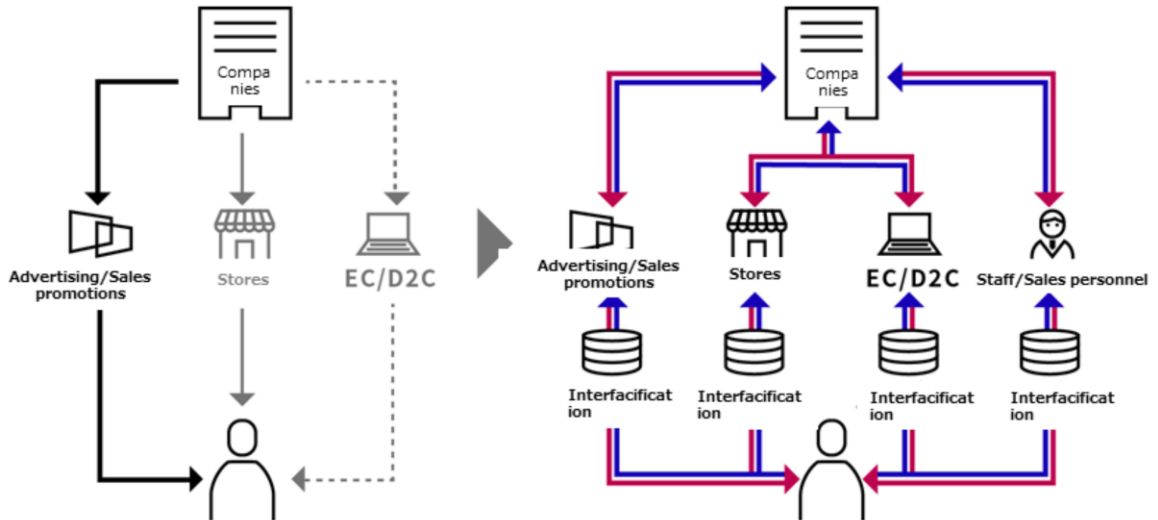 Compa
nies
Advertising/Sales
promotions
Stores
EC/D2C
Compa
nies
Advertising/Sales
promotions
Stores
EC/D2C
Staff/Sales personnel
Interfacificat
ion
Interfacificat
ion
Interfacificat
ion
Interfacificat
ion